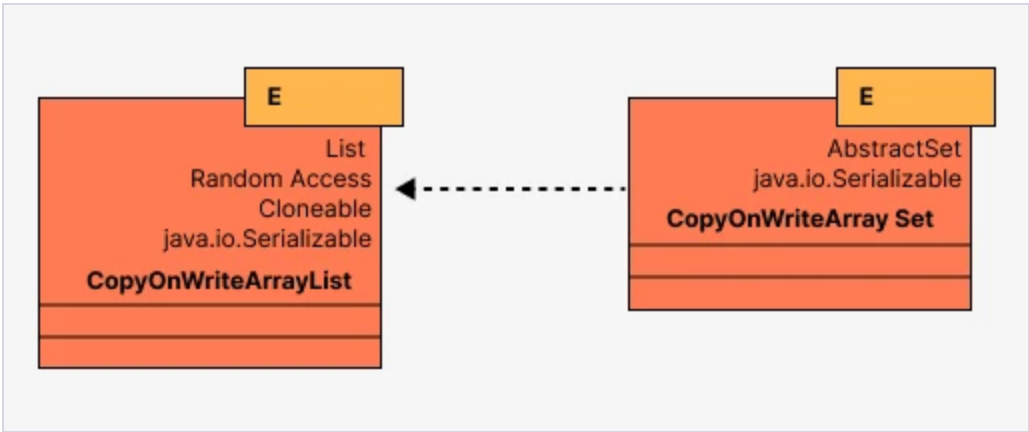 E
List
Random Access
Cloneable
java.io.Serializable
CopyOnWriteArrayList
E
AbstractSet
java.io.Serializable
CopyOnWriteArray Set